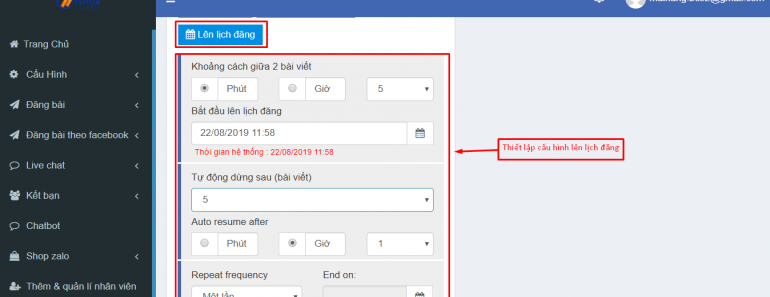 Trang Chủ
Cấu Hình
Đăng bài
Đăng bài theo facebook
Live chat
Kết bạn
Chatbot
Shop zalo
Thêm & quản lí nhân viên
Lên lịch đăng
Khoảng cách giữa 2 bài viết
Phút Giờ 5
Bắt đầu lên lịch đăng
22/08/2019 11:58
Thời gian hệ thống : 22/08/2019 11:58
Tự động dừng sau (bài viết)
5
Auto resume after
Phút Giờ 1
Repeat frequency End on:
Một lần
Thiết lập cấu hình lên lịch đăng